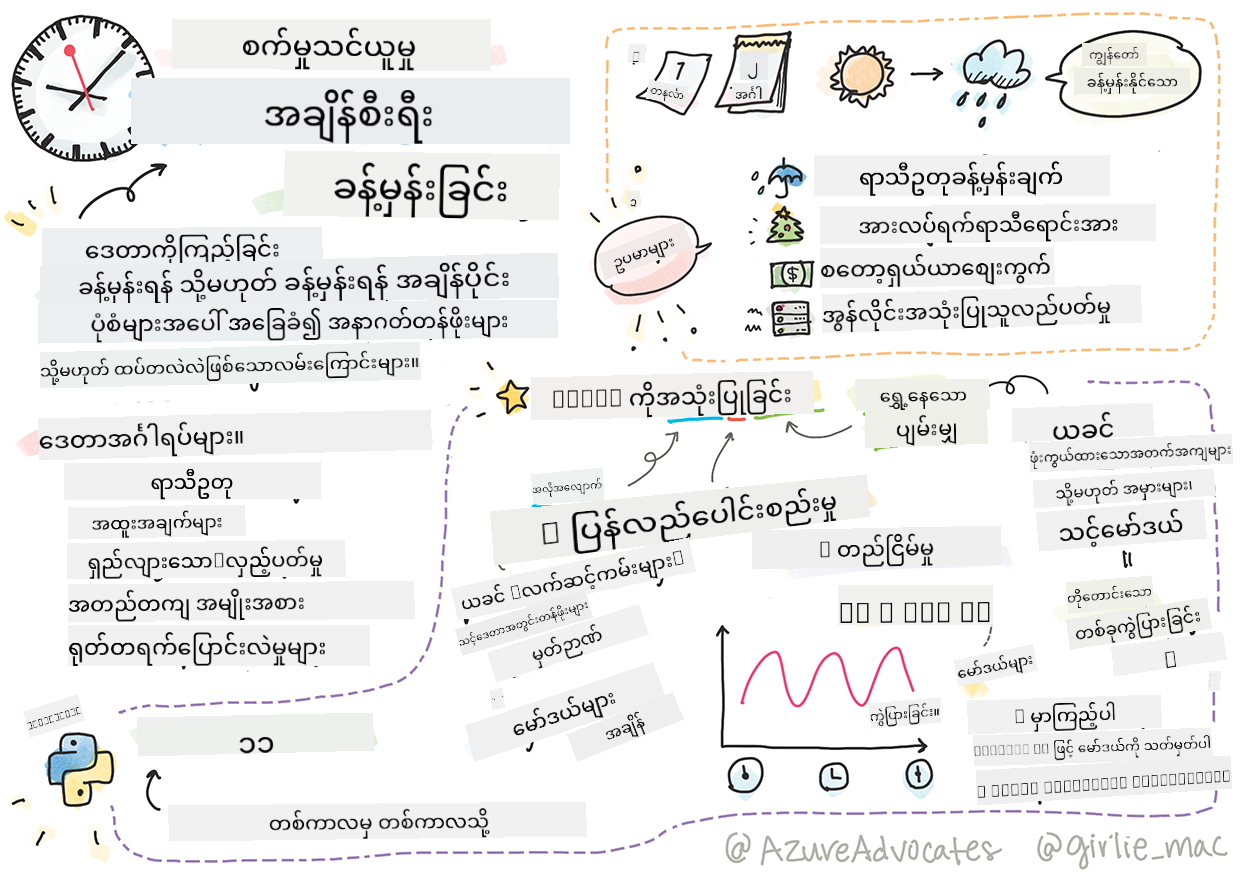 စက်မှုသင်ယူမှု
အချိန်စီးရီး
ခန့်မှန်းခြင်း
ဒေတာကိုကြည့်ခြင်း
ခန့်မှန်းရန် သို့မဟုတ် ခန့်မှန်းရန် အချိန်ပိုင်း
ပုံစံများအပေါ် အခြေခံ၍ အနာဂတ်တန်ဖိုးများ
သို့မဟုတ် ထပ်တလဲလဲဖြစ်သောလမ်းကြောင်းများ။
ဒေတာအင်္ဂါရပ်များ။
ရာသီဥတု
အထူးအချက်များ
ရှည်လျားသော လှည့်ပတ်မှု
အတည်တကျ အမျိုးအစား
ရုတ်တရက်ပြောင်းလဲမှုများ
၁၁
တစ်ကာလမှ တစ်ကာလသို့
1
တနင်္လာ
၂
အင်္ဂါ
ကျွန်တော်
ခန့်မှန်းနိုင်သော
ဥပမာများ
ရာသီဥတုခန့်မှန်းချက်
အားလပ်ရက်ရာသီရောင်းအား
စတော့ရှယ်ယာဈေးကွက်
အွန်လိုင်းအသုံးပြုသူလည်ပတ်မှု
ကိုအသုံးပြုခြင်း
ရွှေ့နေသော
ပျမ်းမျှ
အလိုအလျောက်
ပြန်လည်ပေါင်းစည်းမှု
ယခင် လက်ဆင့်ကမ်းများ
သင့်ဒေတာအတွင်းတန်ဖိုးများ
မှတ်ဉာဏ်
မော်ဒယ်များ
အချိန်
တည်ငြိမ်မှု
ကွဲပြားခြင်း။
ယခင်
ဖုံးကွယ်ထားသောအတက်အကျများ
သို့မဟုတ် အမှားများ၊
သင့်မော်ဒယ်
။
တိုတောင်းသော
တစ်ခုကွဲပြားခြင်း
မော်ဒယ်များ
မှာကြည့်ပါ
ဖြင့် မော်ဒယ်ကို သတ်မှတ်ပါ
@AzureAdvocates @girlie_mac